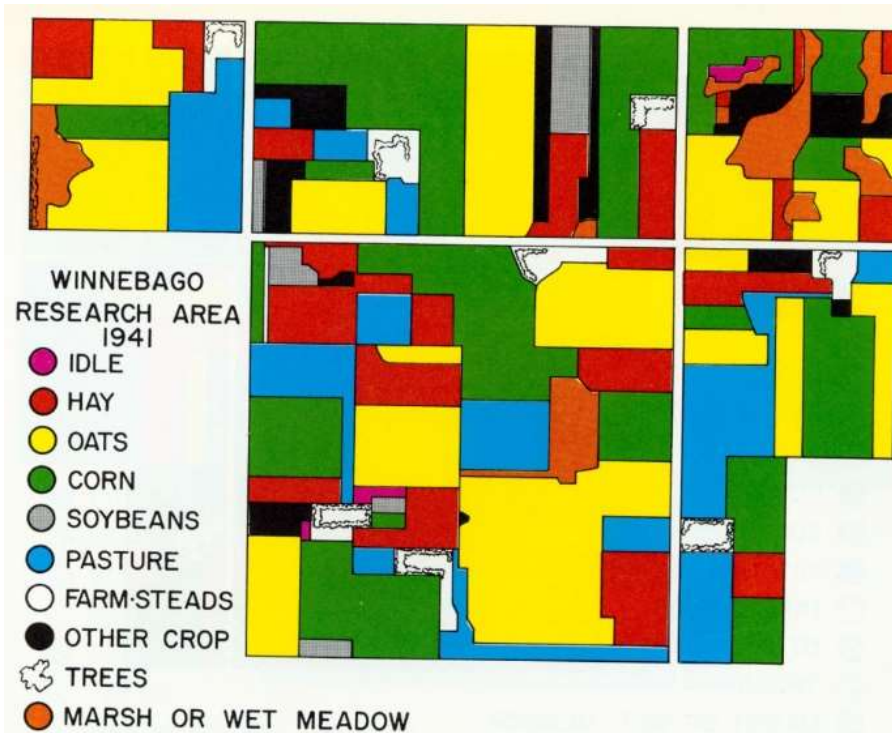 WINNEBAGO
RESEARCH AREA
1941
IDLE
HAY
OATS
CORN
SOYBEANS
PASTURE
FARM·STEADS
OTHER CROP
TREES
MARSH OR WET MEADOW